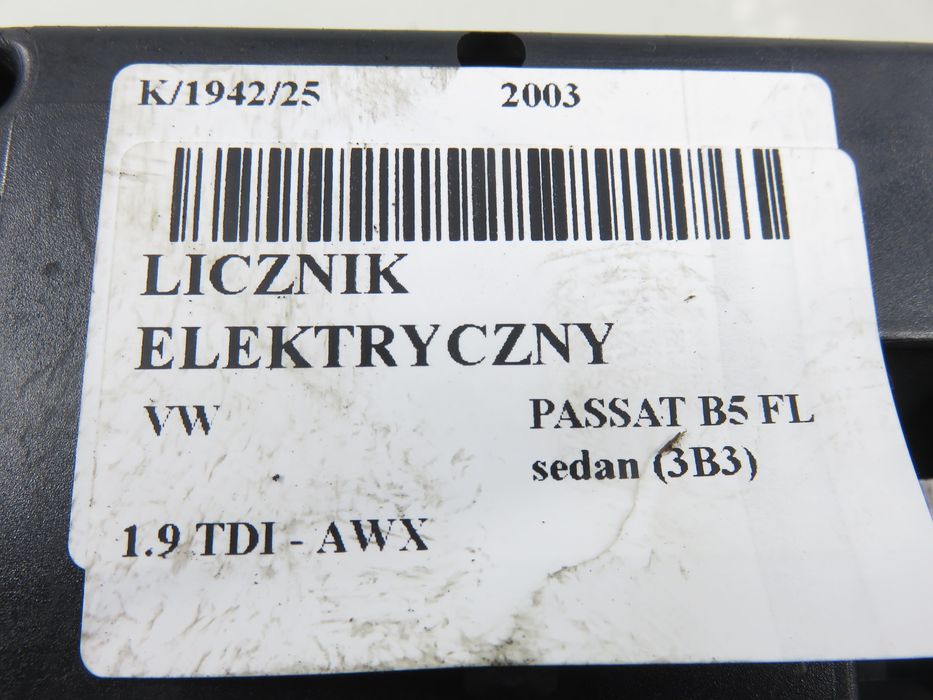 K/1942/25 2003
LICZNIK
ELEKTRYCZNY
VW PASSAT B5 FL
sedan (3B3)
1.9 TDI - AWX